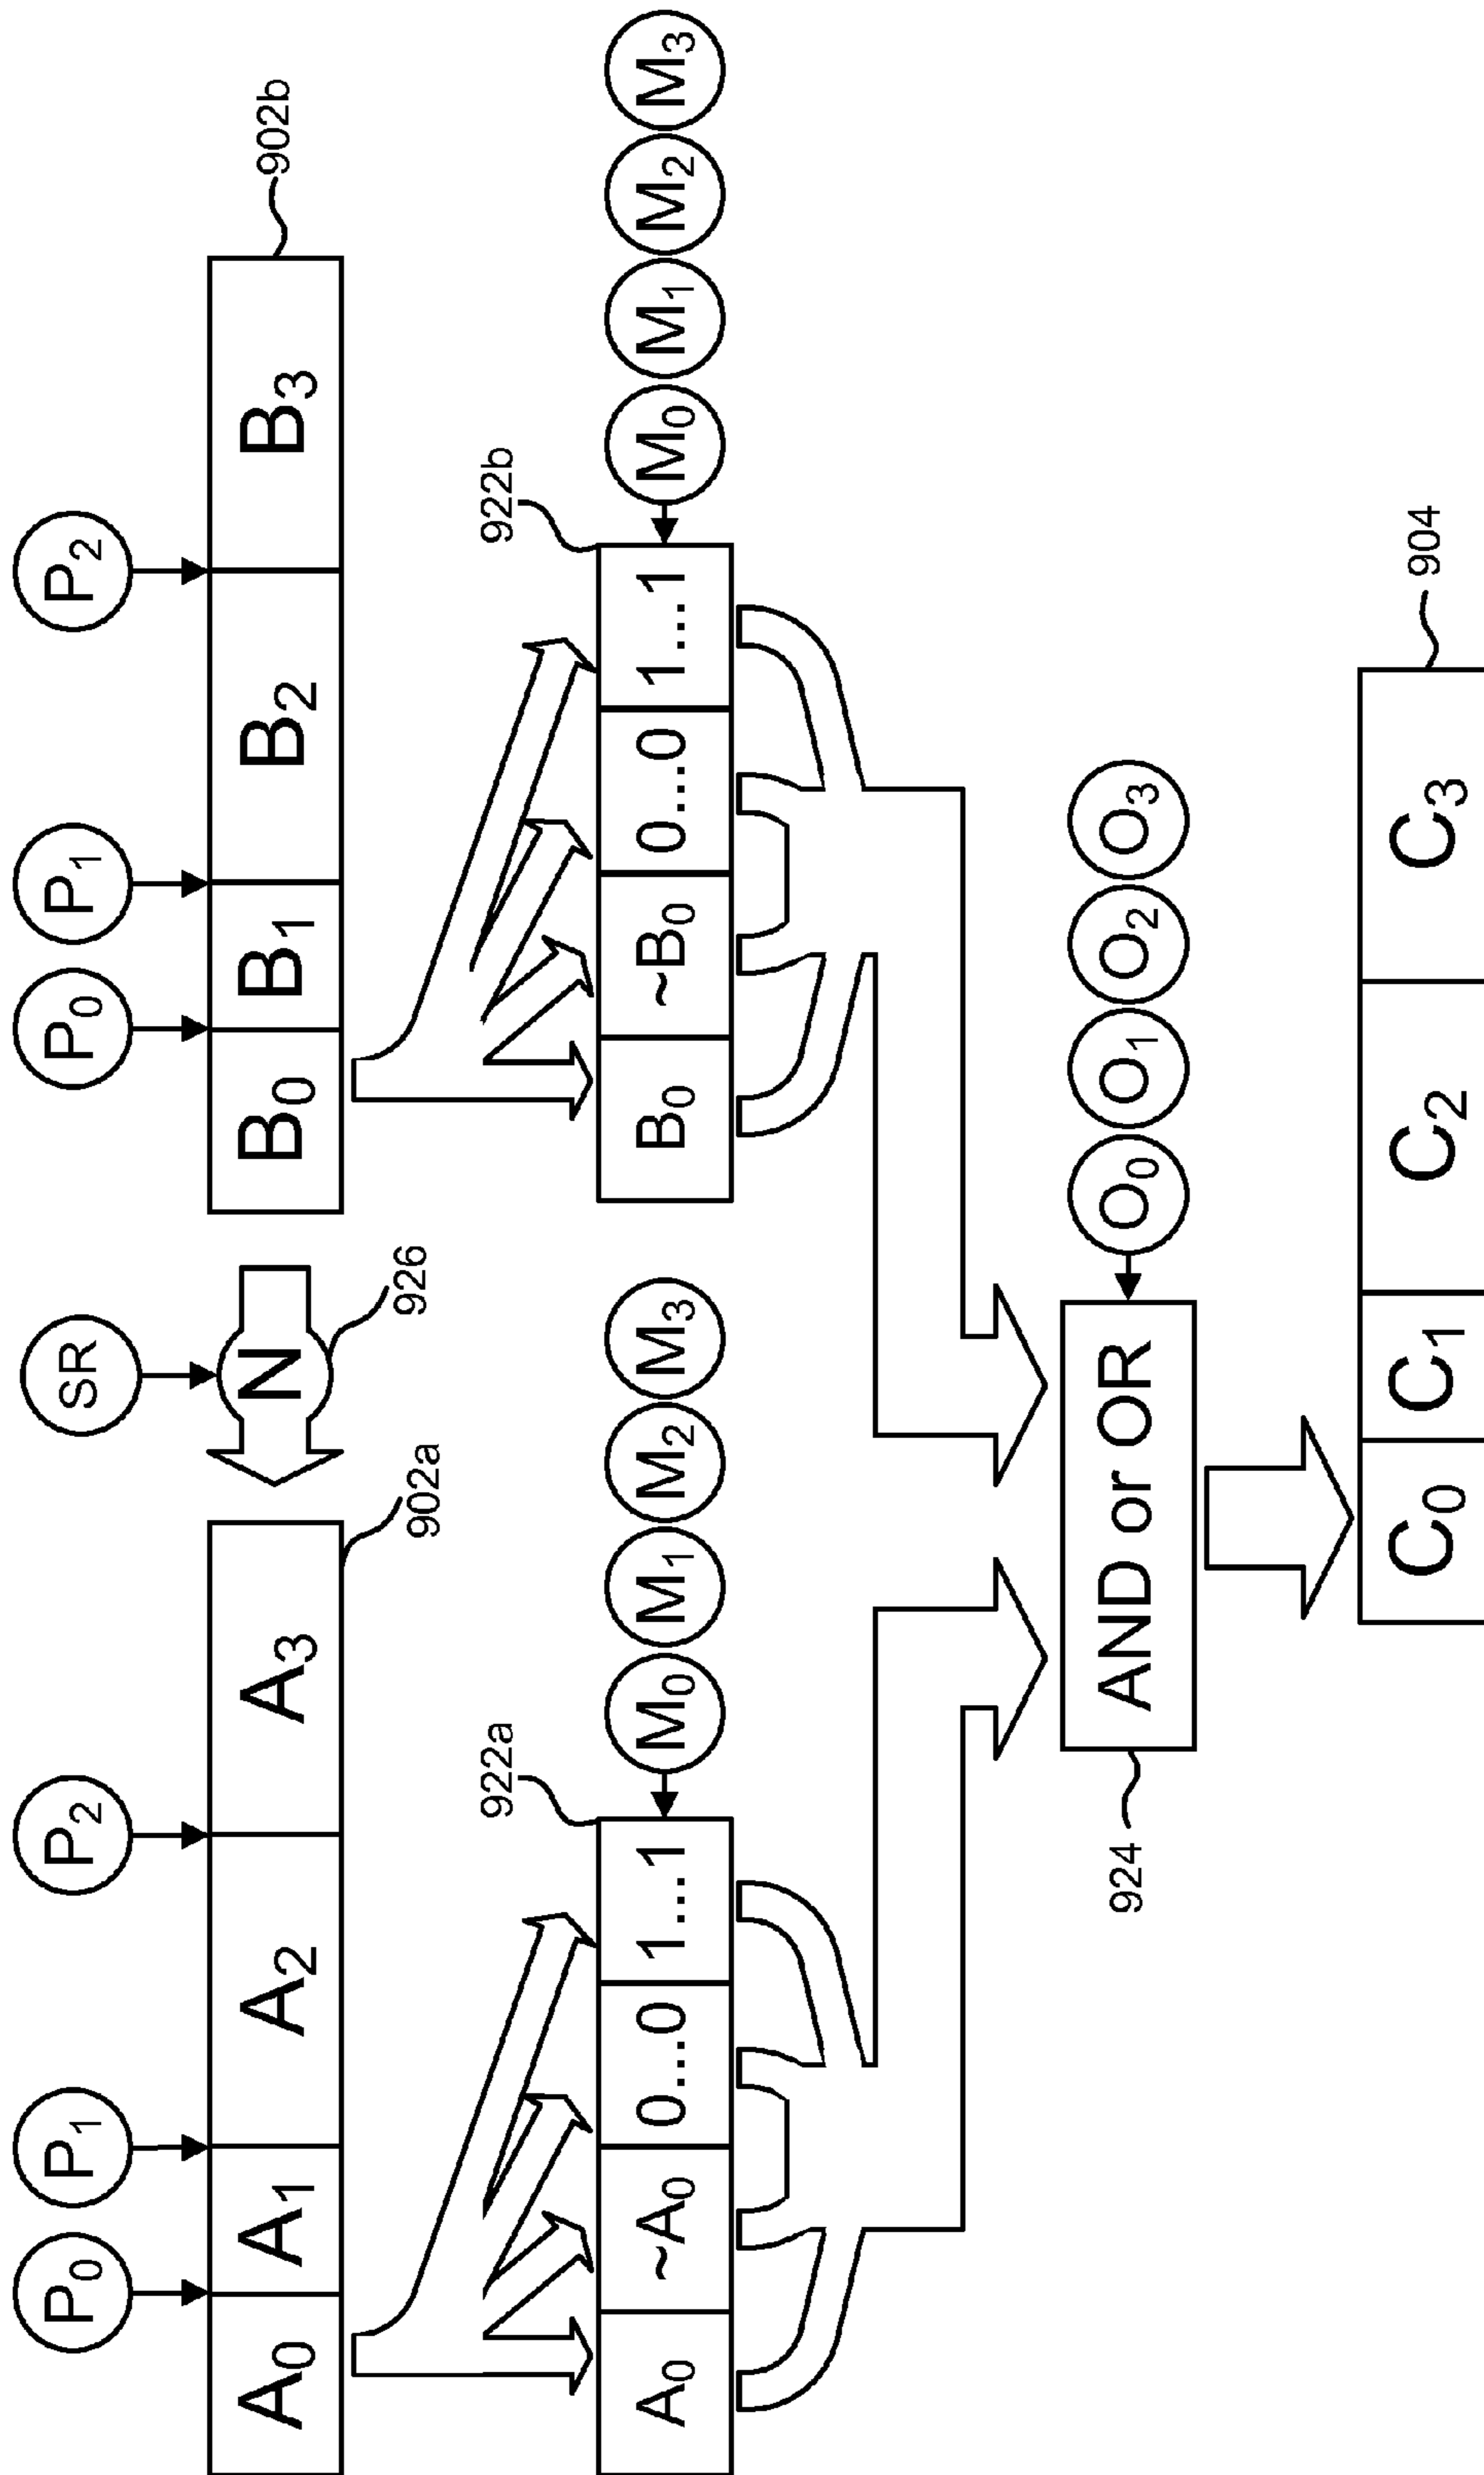 P0 P1 P2 SR P0 P1 P2
A0 A1 A2 A3 N B0 B1 B2 B3
902a 926 902b
922a 922b
A0 ~A0 0...0 1...1 M0 M1 M2 M3 B0 ~B0 0...0 1...1 M0 M1 M2 M3
924 AND or OR O0 O1 O2 O3
C0 C1 C2 C3 904